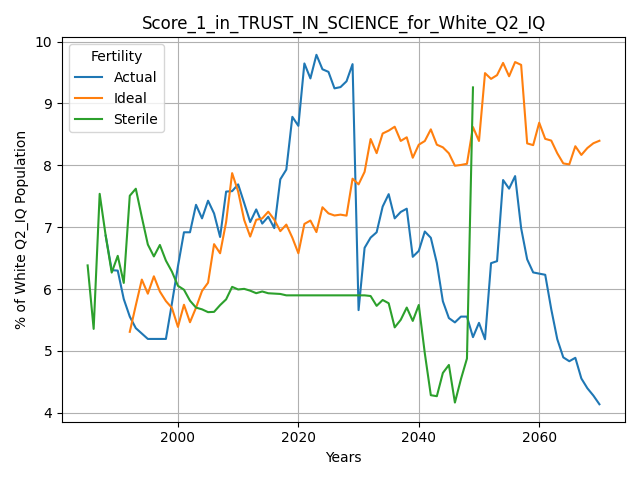 Score_1_in_TRUST_IN_SCIENCE_for_White_Q2_IQ
Fertility
Actual
Ideal
Sterile
% of White Q2_IQ Population
10
9
8
7
6
5
4
2000
2020
2040
2060
Years